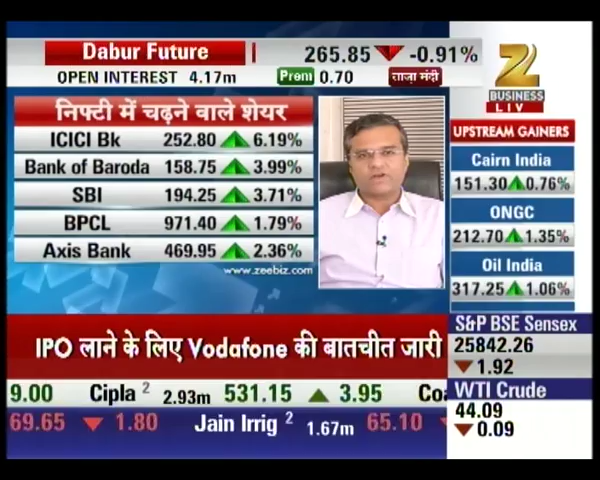 Dabur Future 265.85 -0.91%
OPEN INTEREST 4.17m Prem 0.70 ताज़ा मंदी
Z
BUSINESS
LIV
निफ्टी में चढ़ने वाले शेयर
ICICI Bk 252.80 6.19%
Bank of Baroda 158.75 3.99%
SBI 194.25 3.71%
BPCL 971.40 1.79%
Axis Bank 469.95 2.36%
www.zeebiz.com
UPSTREAM GAINERS
Cairn India
151.30 0.76%
ONGC
212.70 1.35%
Oil India
317.25 1.06%
IPO लाने के लिए Vodafone की बातचीत जारी
S&P BSE Sensex
25842.26
1.92
WTI Crude
44.09
0.09
9.00 Cipla 2 2.93m 531.15 3.95 Coa
69.65 1.80 Jain Irrig 2 1.67m 65.10